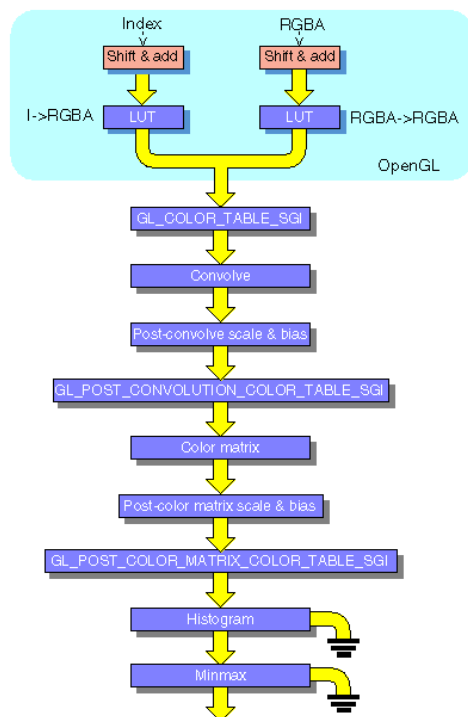 Index
RGBA
Shift & add
Shift & add
I->RGBA
LUT
LUT
RGBA->RGBA
OpenGL
GL_COLOR_TABLE_SGI
Convolve
Post-convolve scale & bias
GL_POST_CONVOLUTION_COLOR_TABLE_SGI
Color matrix
Post-color matrix scale & bias
GL_POST_COLOR_MATRIX_COLOR_TABLE_SGI
Histogram
Minmax